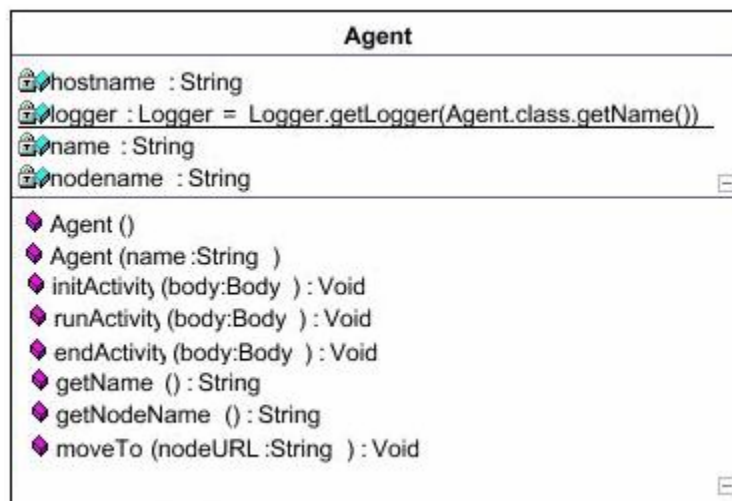 Agent
hostname : String
logger : Logger = Logger.getLogger(Agent.class.getName())
name : String
nodename : String
Agent ()
Agent (name :String )
initActivity (body:Body ) : Void
runActivity (body:Body ) : Void
endActivity (body:Body ) : Void
getName () : String
getNodeName () : String
moveTo (nodeURL :String ) : Void